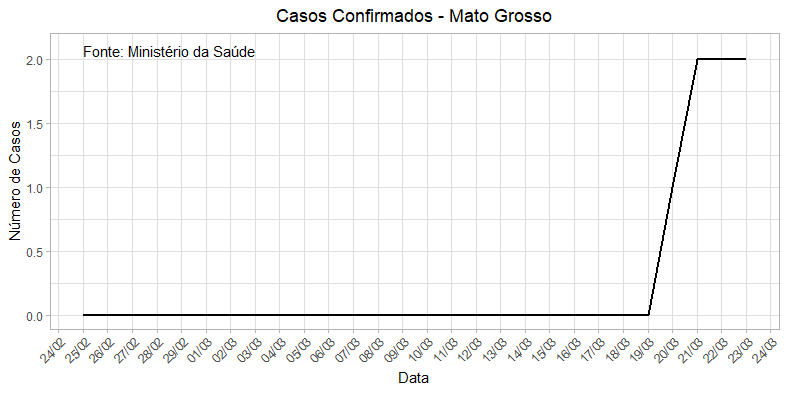 Casos Confirmados - Mato Grosso
Fonte: Ministério da Saúde
Número de Casos
2.0
1.5
1.0
0.5
0.0
24/02 25/02 26/02 27/02 28/02 29/02 01/03 02/03 03/03 04/03 05/03 06/03 07/03 08/03 09/03 10/03 11/03 12/03 13/03 14/03 15/03 16/03 17/03 18/03 19/03 20/03 21/03 22/03 23/03 24/03
Data